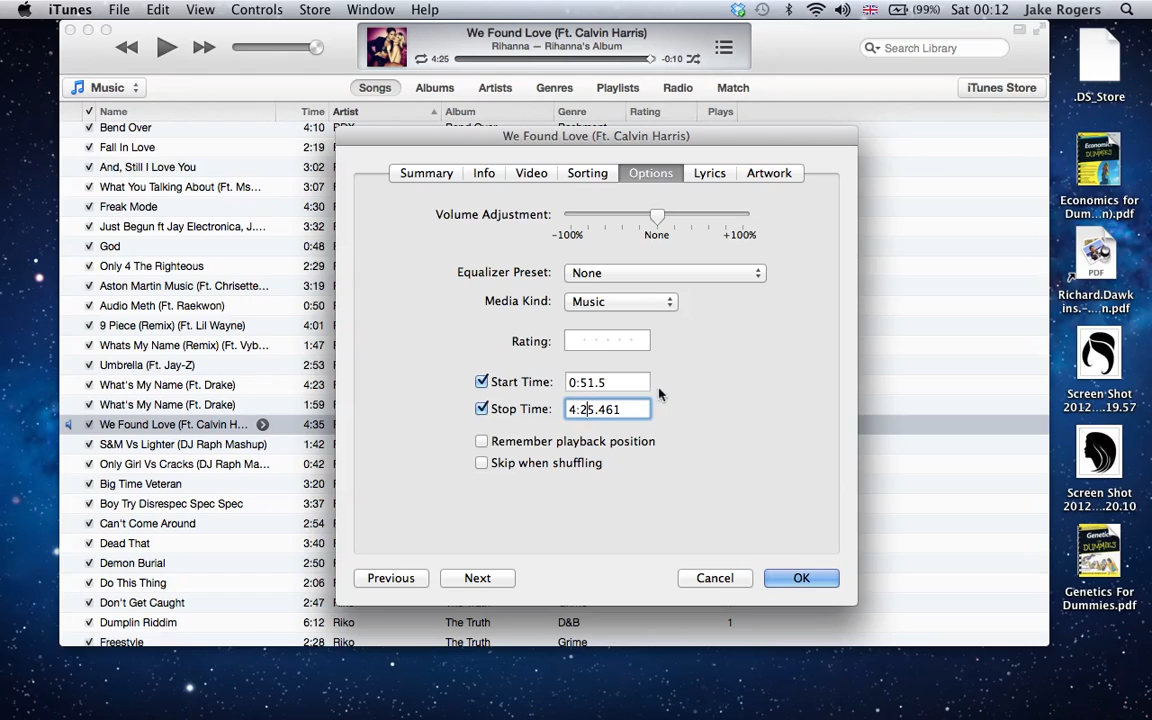 iTunes File Edit View Controls Store Window Help (99%) Sat 00:12 Jake Rogers
We Found Love (Ft. Calvin Harris)
Rihanna — Rihanna's Album
4:25 -0:10
Search Library
Music Songs Albums Artists Genres Playlists Radio Match iTunes Store
Name Time Artist Album Genre Rating Plays
Bend Over 4:10
Fall In Love 2:19
And, Still I Love You 3:02
What You Talking About (Ft. Ms... 3:07
Freak Mode 2:54
Just Begun ft Jay Electronica, J.... 4:23
God 0:48
Only 4 The Righteous 2:29
Aston Martin Music (Ft. Chrisette... 3:19
Audio Meth (Ft. Raekwon) 0:50
9 Piece (Remix) (Ft. Lil Wayne) 4:01
Whats My Name (Remix) (Ft. Vyb... 1:47
Umbrella (Ft. Jay-Z) 2:54
What's My Name (Ft. Drake) 4:23
What's My Name (Ft. Drake) 1:59
We Found Love (Ft. Calvin H... 4:35
S&M Vs Lighter (DJ Raph Mashup) 1:42
Only Girl Vs Cracks (DJ Raph Ma... 0:42
Big Time Veteran 3:34
Boy Try Disrespec Spec Spec 3:37
Can't Come Around 2:54
Dead That 3:40
Demon Burial 2:50
Do This Thing 2:06
Don't Get Caught 2:47
Dumplin Riddim 6:12 Riko The Truth D&B 1
Freestyle 2:28 Riko The Truth Grime
We Found Love (Ft. Calvin Harris)
Summary Info Video Sorting Options Lyrics Artwork
Volume Adjustment:
-100% None +100%
Equalizer Preset: None
Media Kind: Music
Rating:
Start Time: 0:51.5
Stop Time: 4:25.461
Remember playback position
Skip when shuffling
Previous Next Cancel OK
.DS_Store
Economics for
Dum...n).pdf
PDF
Richard.Dawk
ins.-...n.pdf
Screen Shot
2012...19.57
Screen Shot
2012...20.10
Genetics For
Dummies.pdf